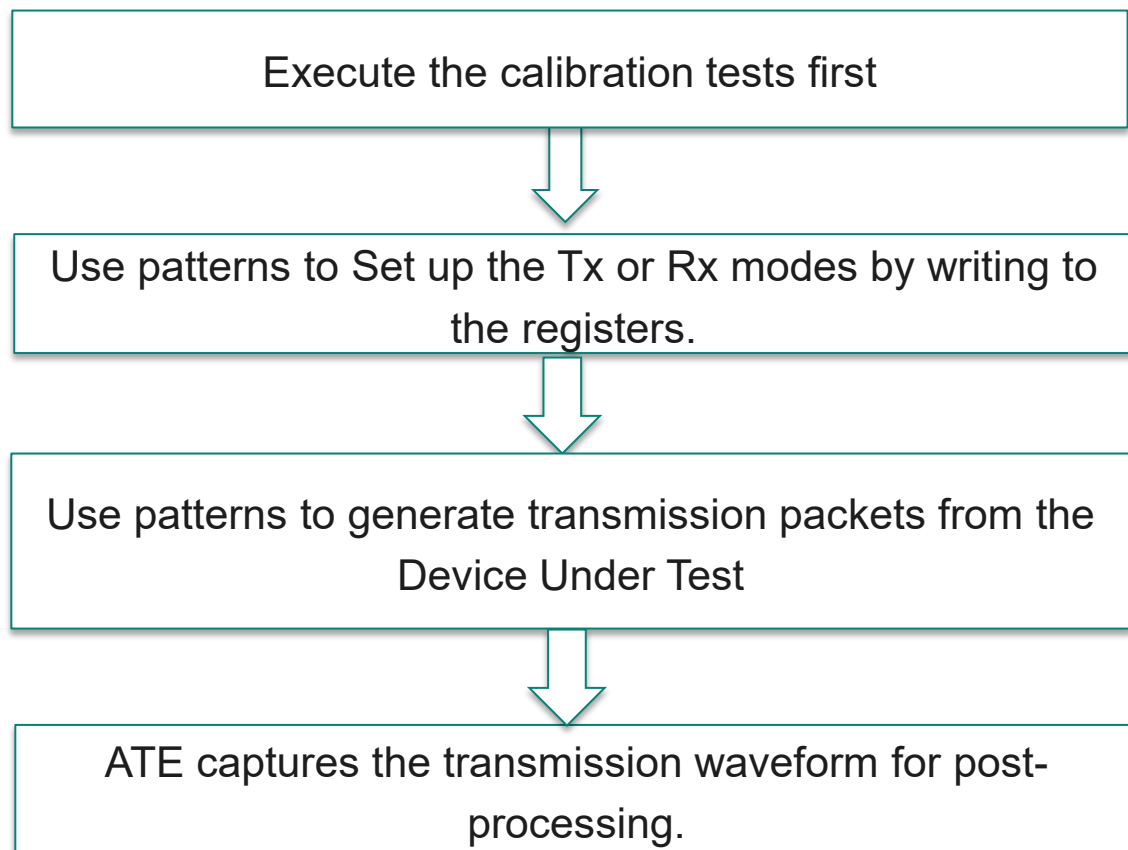 Execute the calibration tests first
Use patterns to Set up the Tx or Rx modes by writing to
the registers.
Use patterns to generate transmission packets from the
Device Under Test
ATE captures the transmission waveform for post-
processing.